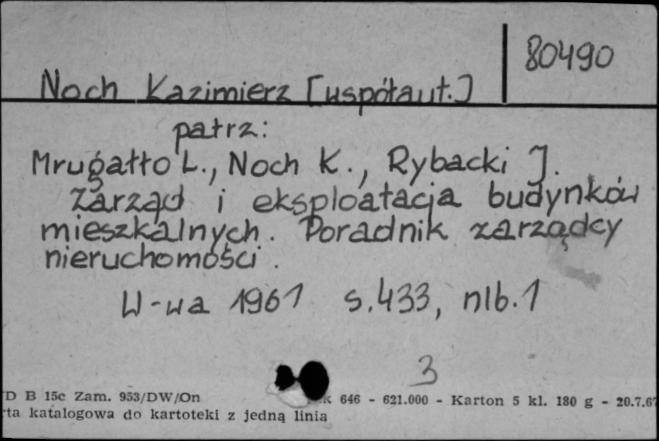 80490
Noch Kazimierz [współaut.]
patrz:
Mrugałło L., Noch K., Rybacki J.
Zarząd i eksploatacja budynków
mieszkalnych. Poradnik zarządcy
nieruchomości.
W-wa 1961 s.433, nlb.1
3
D B 15c Zam. 953/DW/On 646 - 621.000 - Karton 5 kl. 180 g - 20.7.67
ta katalogowa do kartoteki z jedną linią